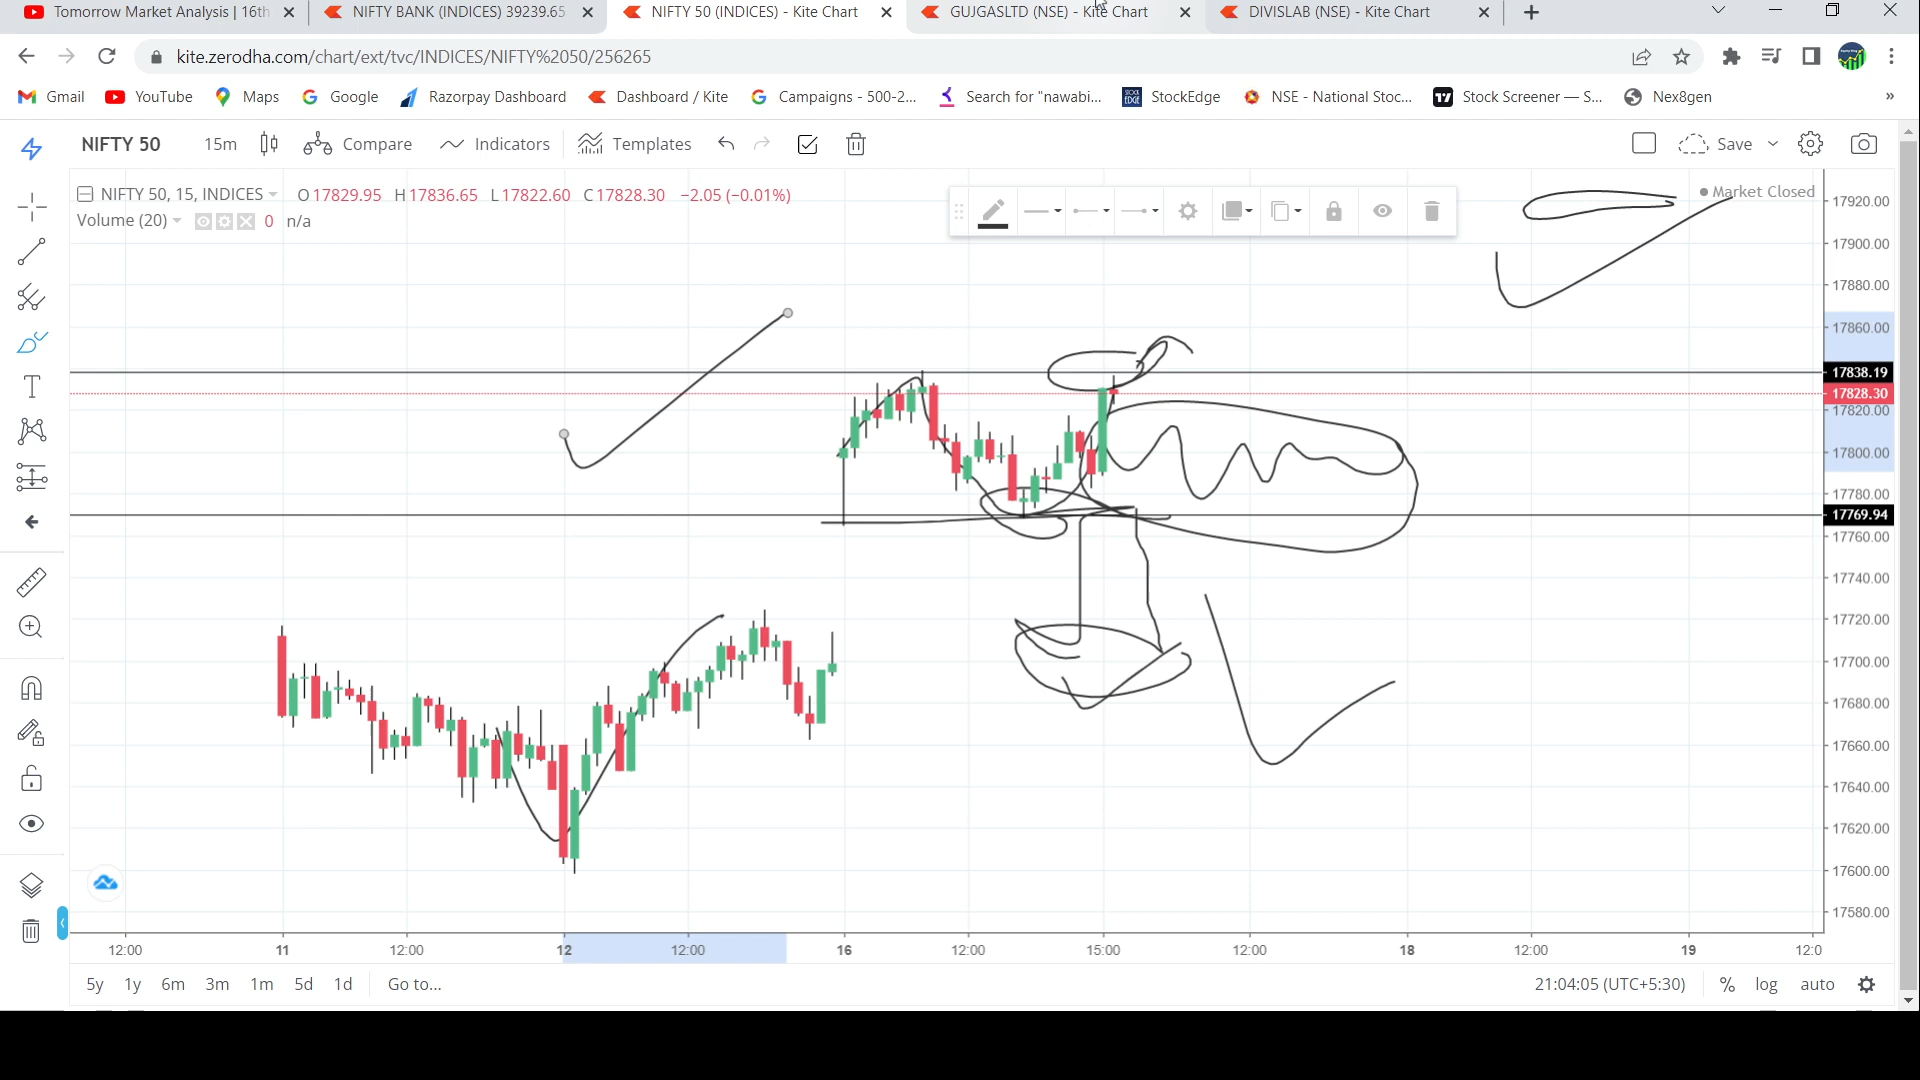 Tomorrow Market Analysis | 16th
NIFTY BANK (INDICES) 39239.65
NIFTY 50 (INDICES) - Kite Chart
GUJGASLTD (NSE) - Kite Chart
DIVISLAB (NSE) - Kite Chart
kite.zerodha.com/chart/ext/tvc/INDICES/NIFTY%2050/256265
Gmail YouTube Maps Google Razorpay Dashboard Dashboard / Kite Campaigns - 500-2... Search for "nawabi... StockEdge NSE - National Stoc... Stock Screener — S... Nex8gen »
NIFTY 50 15m Compare Indicators Templates Save
NIFTY 50, 15, INDICES O17829.95 H17836.65 L17822.60 C17828.30 −2.05 (−0.01%)
Market Closed
Volume (20) 0 n/a
17920.00
17900.00
17880.00
17860.00
17838.19
17828.30
17820.00
17800.00
17780.00
17769.94
17760.00
17740.00
17720.00
17700.00
17680.00
17660.00
17640.00
17620.00
17600.00
17580.00
12:00 11 12:00 12 12:00 16 12:00 15:00 12:00 18 12:00 19 12:0
5y 1y 6m 3m 1m 5d 1d Go to... 21:04:05 (UTC+5:30) % log auto